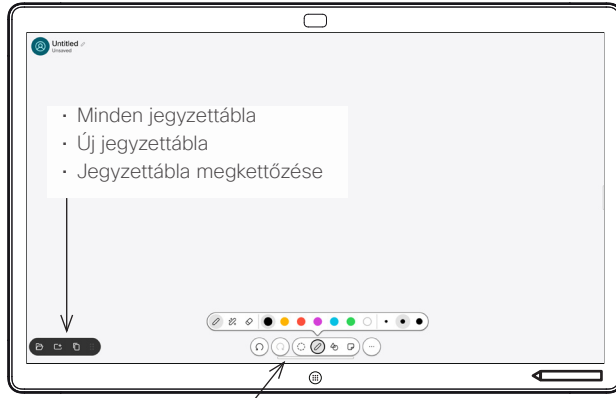 Untitled
Unsaved
· Minden jegyzettábla
· Új jegyzettábla
· Jegyzettábla megkettőzése